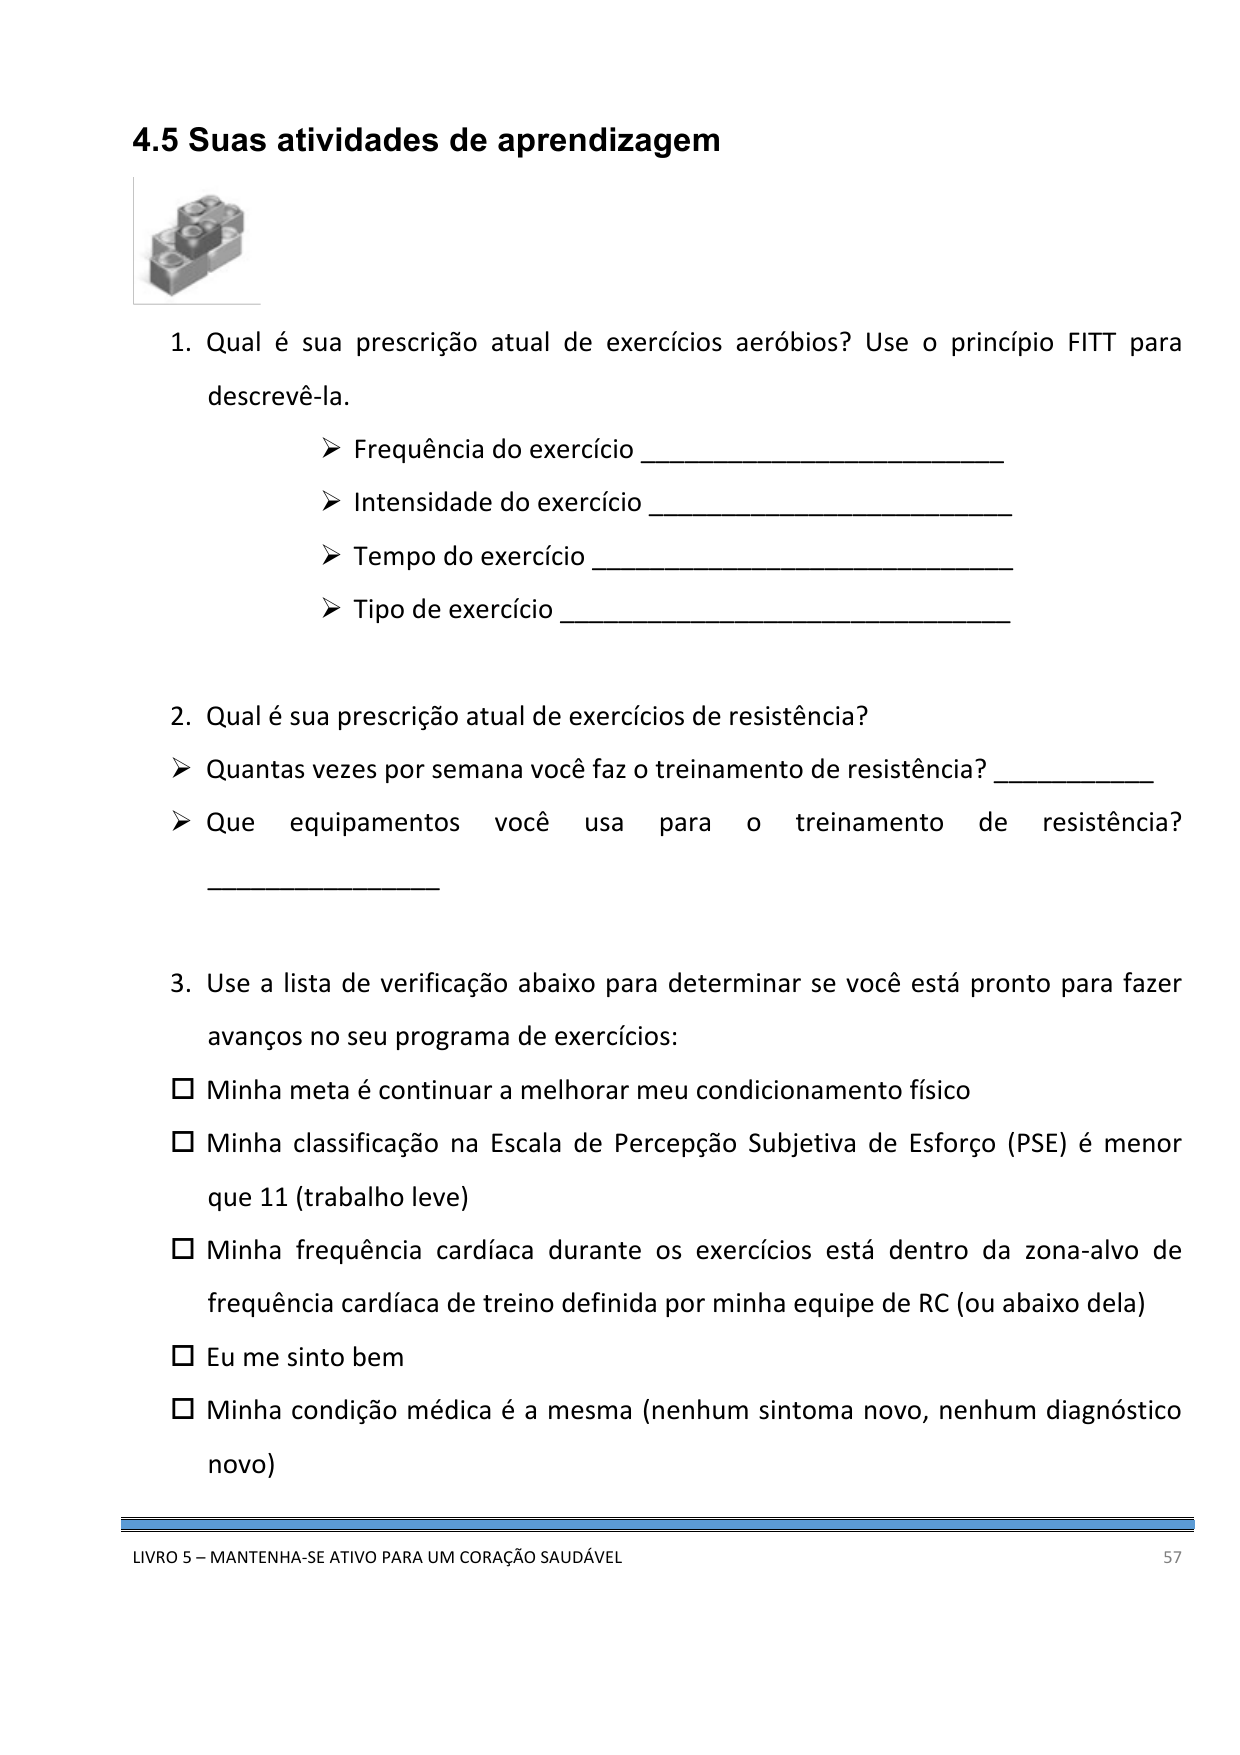 4.5 Suas atividades de aprendizagem
1. Qual é sua prescrição atual de exercícios aeróbios? Use o princípio FITT para
descrevê-la.
➢ Frequência do exercício _________________________
➢ Intensidade do exercício _________________________
➢ Tempo do exercício _____________________________
➢ Tipo de exercício _______________________________
2. Qual é sua prescrição atual de exercícios de resistência?
➢ Quantas vezes por semana você faz o treinamento de resistência? ___________
➢ Que equipamentos você usa para o treinamento de resistência?
________________
3. Use a lista de verificação abaixo para determinar se você está pronto para fazer
avanços no seu programa de exercícios:
☐ Minha meta é continuar a melhorar meu condicionamento físico
☐ Minha classificação na Escala de Percepção Subjetiva de Esforço (PSE) é menor
que 11 (trabalho leve)
☐ Minha frequência cardíaca durante os exercícios está dentro da zona-alvo de
frequência cardíaca de treino definida por minha equipe de RC (ou abaixo dela)
☐ Eu me sinto bem
☐ Minha condição médica é a mesma (nenhum sintoma novo, nenhum diagnóstico
novo)
LIVRO 5 – MANTENHA-SE ATIVO PARA UM CORAÇÃO SAUDÁVEL 57